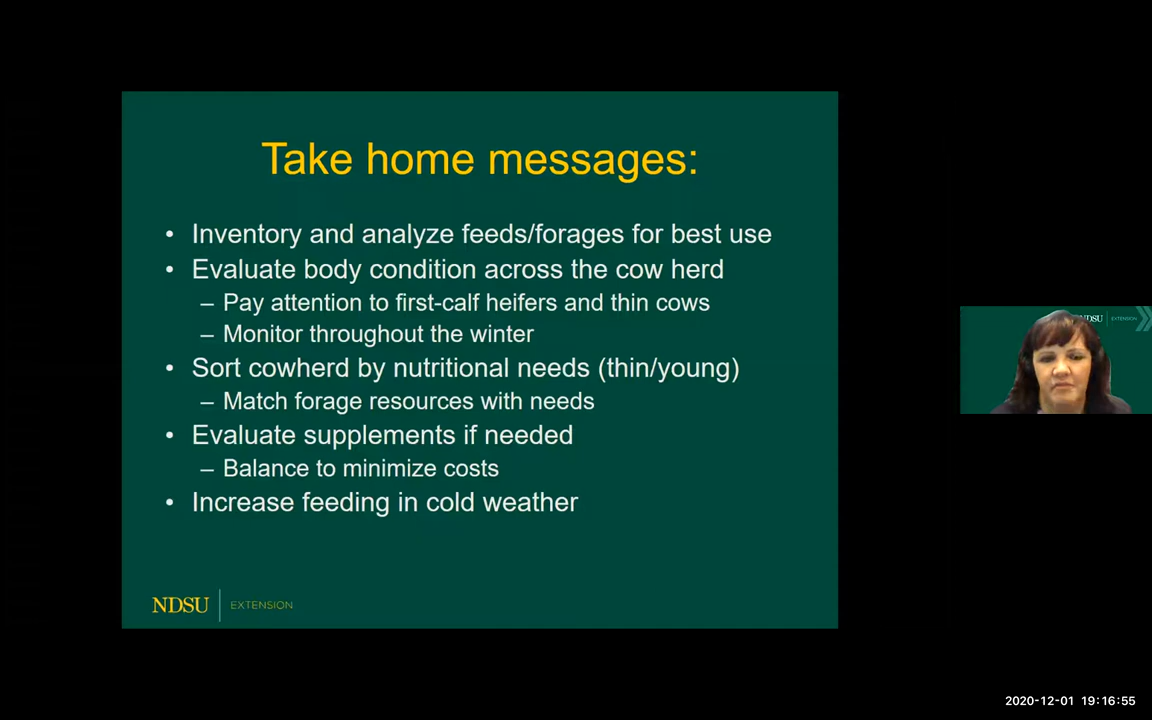 Take home messages:
• Inventory and analyze feeds/forages for best use
• Evaluate body condition across the cow herd
– Pay attention to first-calf heifers and thin cows
– Monitor throughout the winter
• Sort cowherd by nutritional needs (thin/young)
– Match forage resources with needs
• Evaluate supplements if needed
– Balance to minimize costs
• Increase feeding in cold weather
NDSU EXTENSION
NDSU EXTENSION
2020-12-01 19:16:55